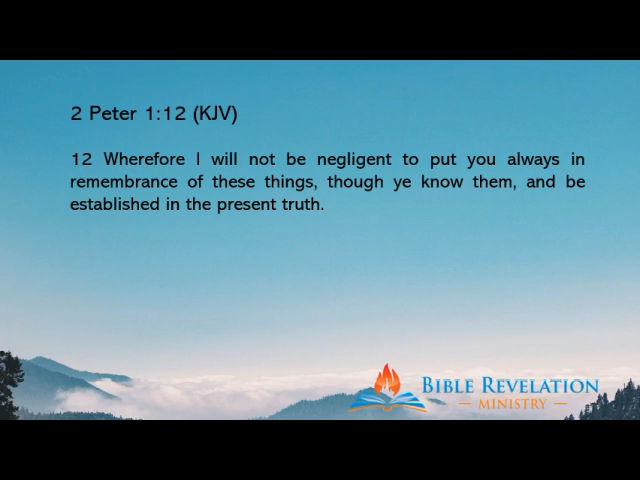 2 Peter 1:12 (KJV)
12 Wherefore I will not be negligent to put you always in
remembrance of these things, though ye know them, and be
established in the present truth.
BIBLE REVELATION
MINISTRY